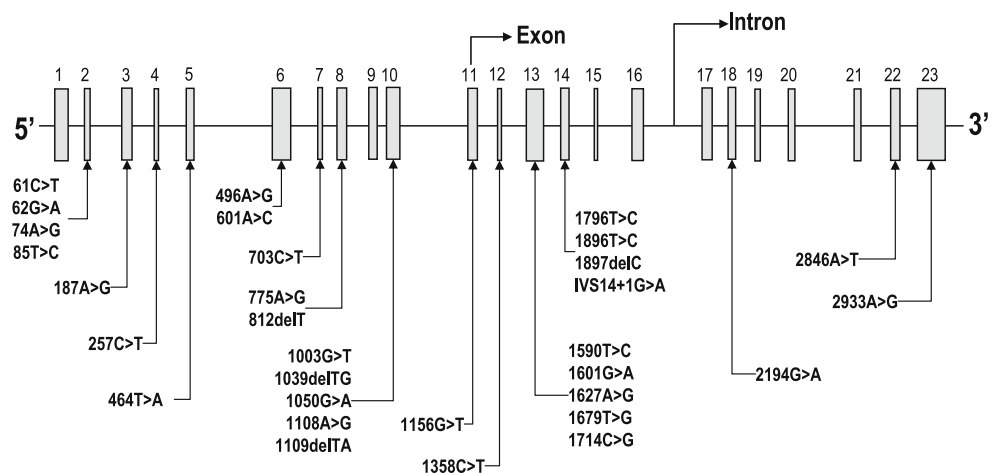 Exon
Intron
1 2 3 4 5 6 7 8 9 10 11 12 13 14 15 16 17 18 19 20 21 22 23
5’
3’
61C>T
62G>A
74A>G
85T>C
187A>G
257C>T
464T>A
496A>G
601A>C
703C>T
775A>G
812delT
1003G>T
1039delTG
1050G>A
1108A>G
1109delTA
1156G>T
1358C>T
1796T>C
1896T>C
1897delC
IVS14+1G>A
1590T>C
1601G>A
1627A>G
1679T>G
1714C>G
2194G>A
2846A>T
2933A>G